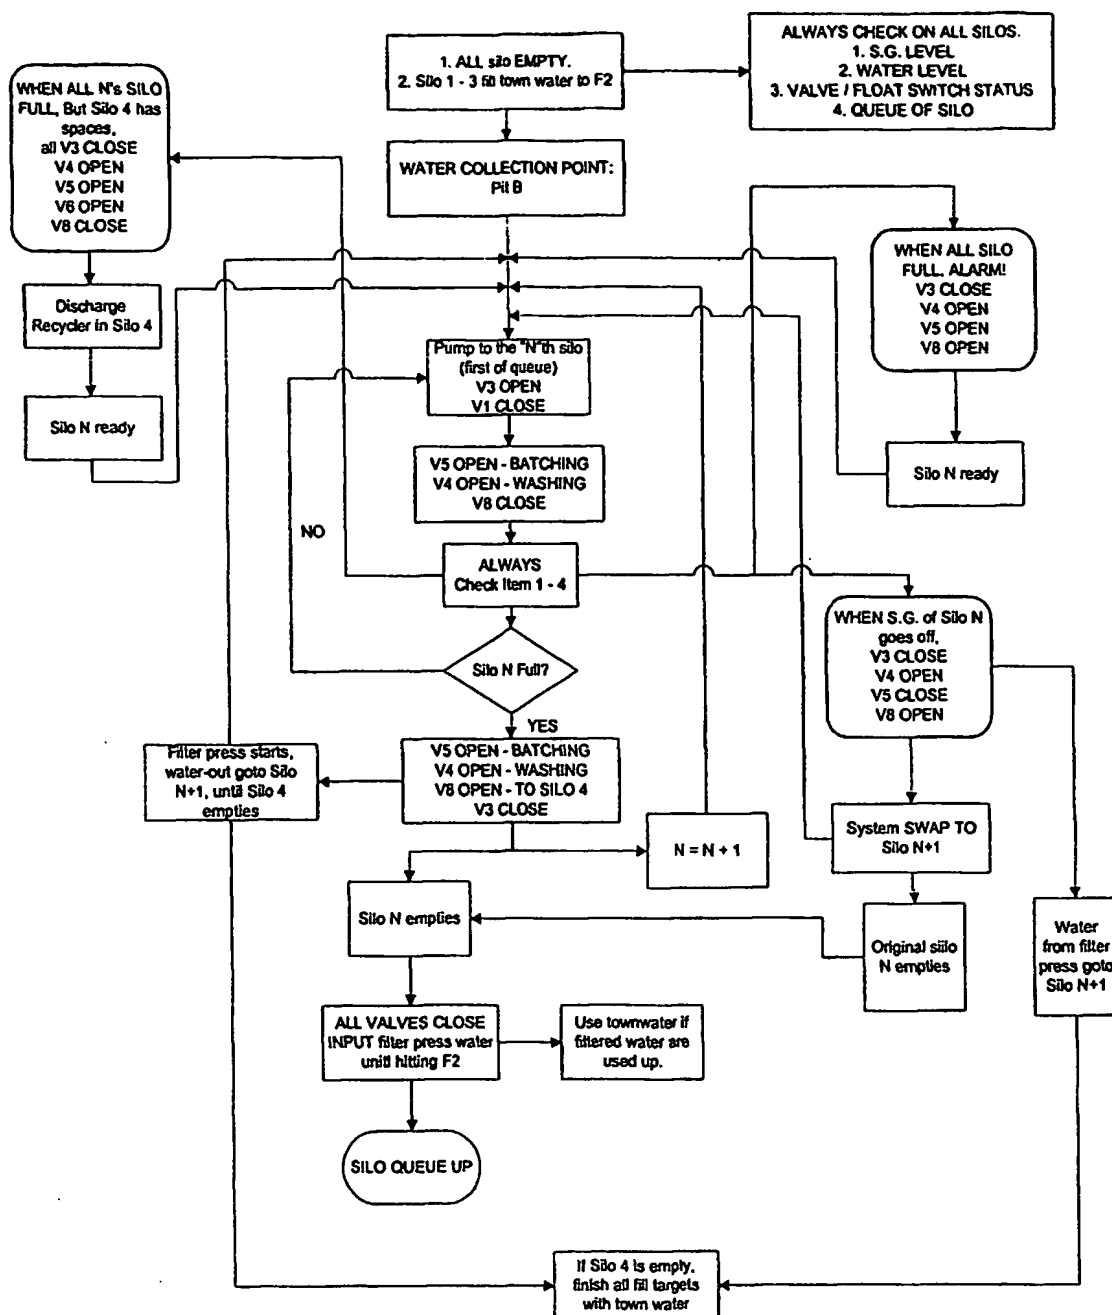 1. ALL silo EMPTY.
2. Silo 1 - 3 fill town water to F2
ALWAYS CHECK ON ALL SILOS.
1. S.G. LEVEL
2. WATER LEVEL
3. VALVE / FLOAT SWITCH STATUS
4. QUEUE OF SILO
WHEN ALL N's SILO
FULL, But Silo 4 has
spaces,
all V3 CLOSE
V4 OPEN
V5 OPEN
V6 OPEN
V8 CLOSE
WATER COLLECTION POINT:
Pit B
WHEN ALL SILO
FULL, ALARM!
V3 CLOSE
V4 OPEN
V5 OPEN
V8 OPEN
Discharge
Recycler in Silo 4
Pump to the "N"th silo
(first of queue)
V3 OPEN
V1 CLOSE
Silo N ready
Silo N ready
V5 OPEN - BATCHING
V4 OPEN - WASHING
V8 CLOSE
NO
ALWAYS
Check Item 1 - 4
WHEN S.G. of Silo N
goes off,
V3 CLOSE
V4 OPEN
V5 CLOSE
V8 OPEN
Silo N Full?
YES
Filter press starts,
water-out goto Silo
N+1, until Silo 4
empties
V5 OPEN - BATCHING
V4 OPEN - WASHING
V8 OPEN - TO SILO 4
V3 CLOSE
N = N + 1
System SWAP TO
Silo N+1
Silo N empties
Original siilo
N empties
Water
from filter
press goto
Silo N+1
ALL VALVES CLOSE
INPUT filter press water
until hitting F2
Use townwater if
filtered water are
used up.
SILO QUEUE UP
If Silo 4 is empty,
finish all fill targets
with town water